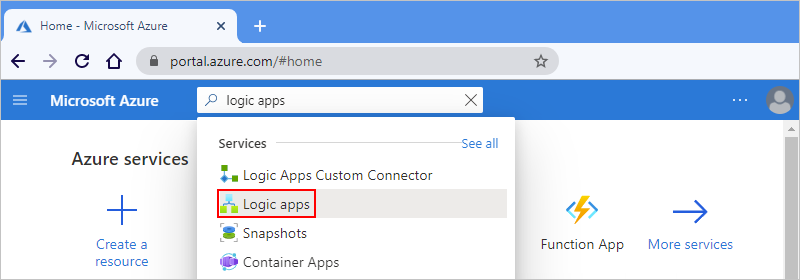 Home - Microsoft Azure
portal.azure.com/#home
Microsoft Azure
logic apps
Services
See all
Azure services
Logic Apps Custom Connector
Logic apps
Snapshots
Container Apps
Create a
resource
Function App
More services